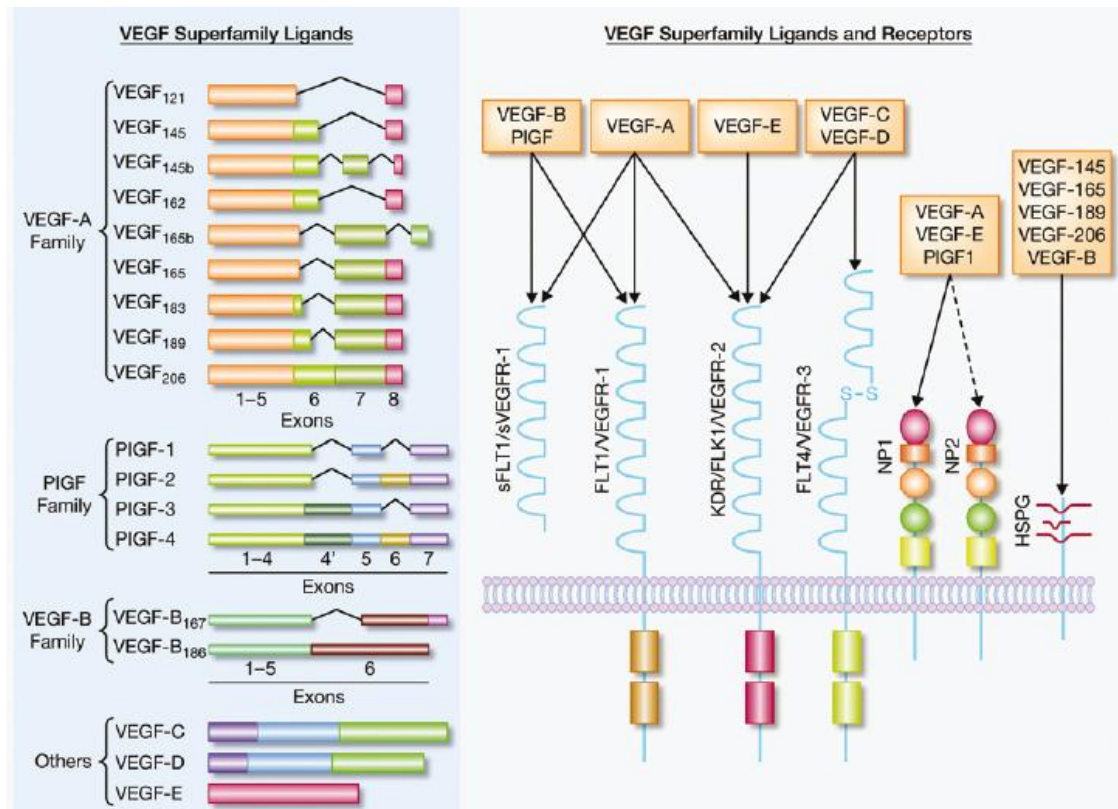 VEGF Superfamily Ligands
VEGF-A
Family
VEGF121
VEGF145
VEGF145b
VEGF162
VEGF165b
VEGF165
VEGF183
VEGF189
VEGF206
1–5 6 7 8
Exons
PIGF
Family
PIGF-1
PIGF-2
PIGF-3
PIGF-4
1–4 4’ 5 6 7
Exons
VEGF-B
Family
VEGF-B167
VEGF-B186
1–5 6
Exons
Others
VEGF-C
VEGF-D
VEGF-E
VEGF Superfamily Ligands and Receptors
VEGF-B
PIGF
VEGF-A
VEGF-E
VEGF-C
VEGF-D
VEGF-A
VEGF-E
PIGF1
VEGF-145
VEGF-165
VEGF-189
VEGF-206
VEGF-B
sFLT1/sVEGFR-1
FLT1/VEGFR-1
KDR/FLK1/VEGFR-2
FLT4/VEGFR-3
S–S
NP1
NP2
HSPG